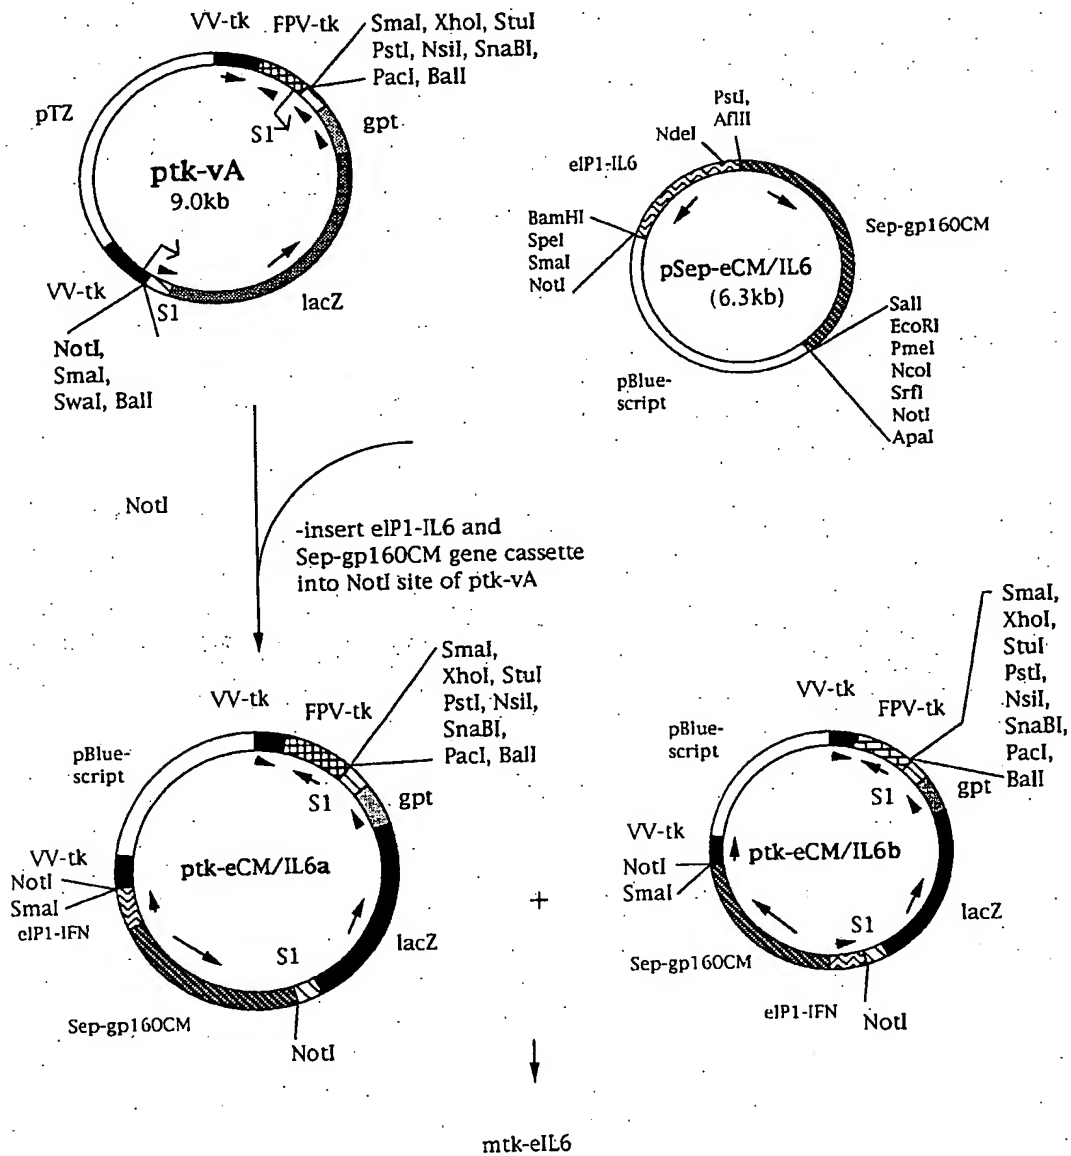 VV-tk
FPV-tk
SmaI, XhoI, StuI
PstI, NsiI, SnaBI,
PacI, BalI
pTZ
S1
gpt
ptk-vA
9.0kb
VV-tk
S1
lacZ
NotI,
SmaI,
SwaI, BalI
PstI,
AflII
NdeI
eIP1-IL6
BamHI
SpeI
SmaI
NotI
Sep-gp160CM
pSep-eCM/IL6
(6.3kb)
SalI
EcoRI
PmeI
NcoI
SrfI
NotI
ApaI
pBlue-
script
NotI
-insert eIP1-IL6 and
Sep-gp160CM gene cassette
into NotI site of ptk-vA
VV-tk
FPV-tk
SmaI,
XhoI, StuI
PstI, NsiI,
SnaBI,
PacI, BalI
pBlue-
script
S1
gpt
VV-tk
NotI
SmaI
eIP1-IFN
ptk-eCM/IL6a
lacZ
S1
Sep-gp160CM
NotI
+
SmaI,
XhoI,
StuI
PstI,
NsiI,
SnaBI,
PacI,
BalI
VV-tk
FPV-tk
pBlue-
script
S1
gpt
VV-tk
NotI
SmaI
ptk-eCM/IL6b
lacZ
S1
Sep-gp160CM
eIP1-IFN
NotI
mtk-eIL6